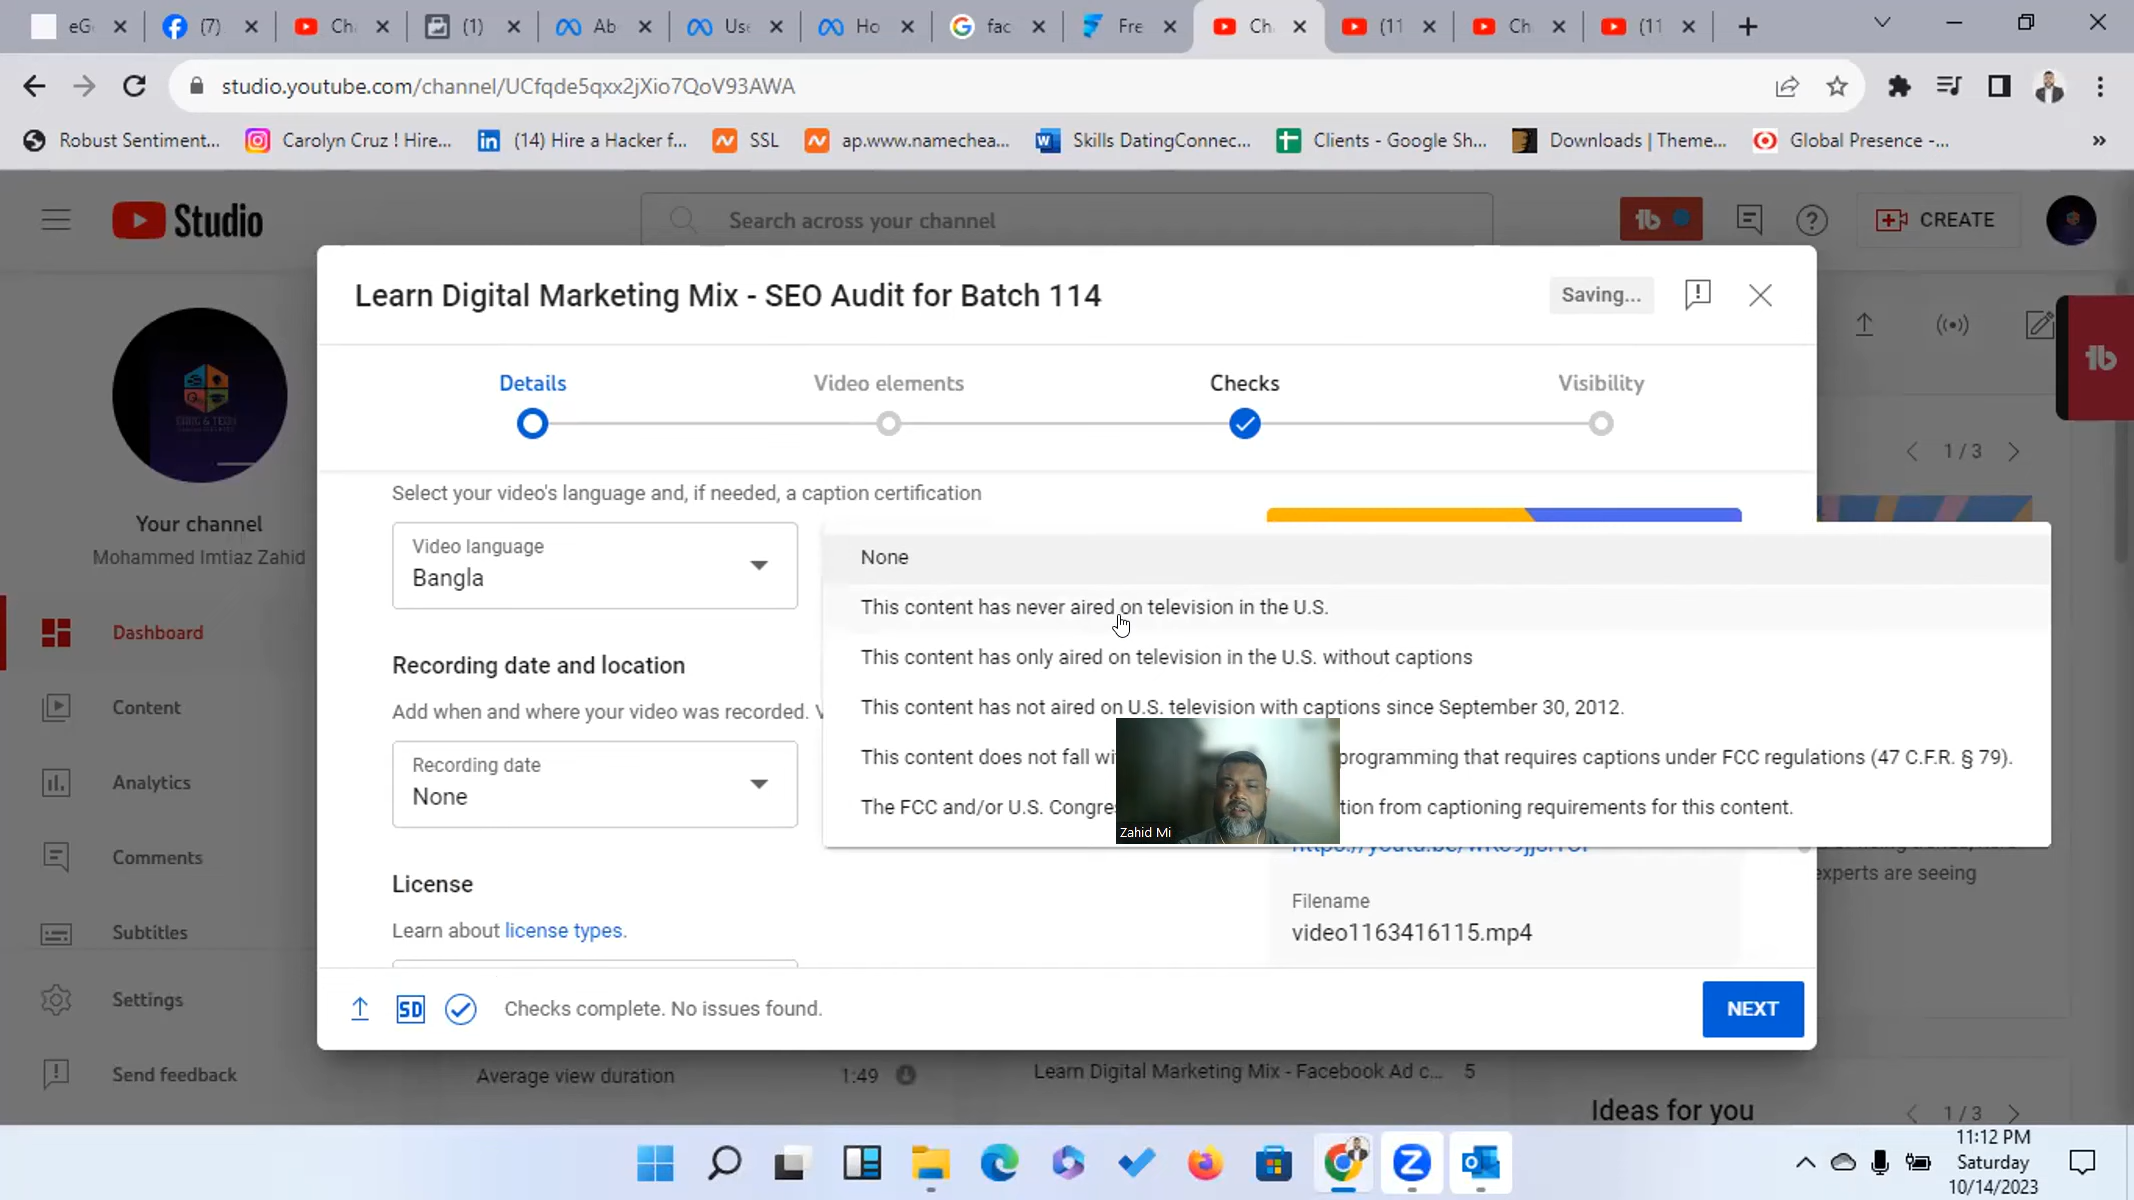 eG
(7)
Ch
(1)
Ab
Use
Ho
fac
Fre
Ch
(11
Ch
(11
studio.youtube.com/channel/UCfqde5qxx2jXio7QoV93AWA
Robust Sentiment...
Carolyn Cruz ! Hire...
(14) Hire a Hacker f...
SSL
ap.www.namechea...
Skills DatingConnec...
Clients - Google Sh...
Downloads | Theme...
Global Presence -...
»
Studio
Search across your channel
CREATE
Learn Digital Marketing Mix - SEO Audit for Batch 114
Saving...
Details
Video elements
Checks
Visibility
1 / 3
Your channel
Mohammed Imtiaz Zahid
Dashboard
Content
Analytics
Comments
Subtitles
Settings
Send feedback
Select your video's language and, if needed, a caption certification
Video language
Bangla
None
This content has never aired on television in the U.S.
This content has only aired on television in the U.S. without captions
This content has not aired on U.S. television with captions since September 30, 2012.
This content does not fall wi
programming that requires captions under FCC regulations (47 C.F.R. § 79).
The FCC and/or U.S. Congre
tion from captioning requirements for this content.
Zahid Mi
Recording date and location
Add when and where your video was recorded.
Recording date
None
License
Learn about license types.
experts are seeing
Filename
video1163416115.mp4
SD
Checks complete. No issues found.
NEXT
Average view duration
1:49
Learn Digital Marketing Mix - Facebook Ad c...
5
Ideas for you
1 / 3
11:12 PM
Saturday
10/14/2023